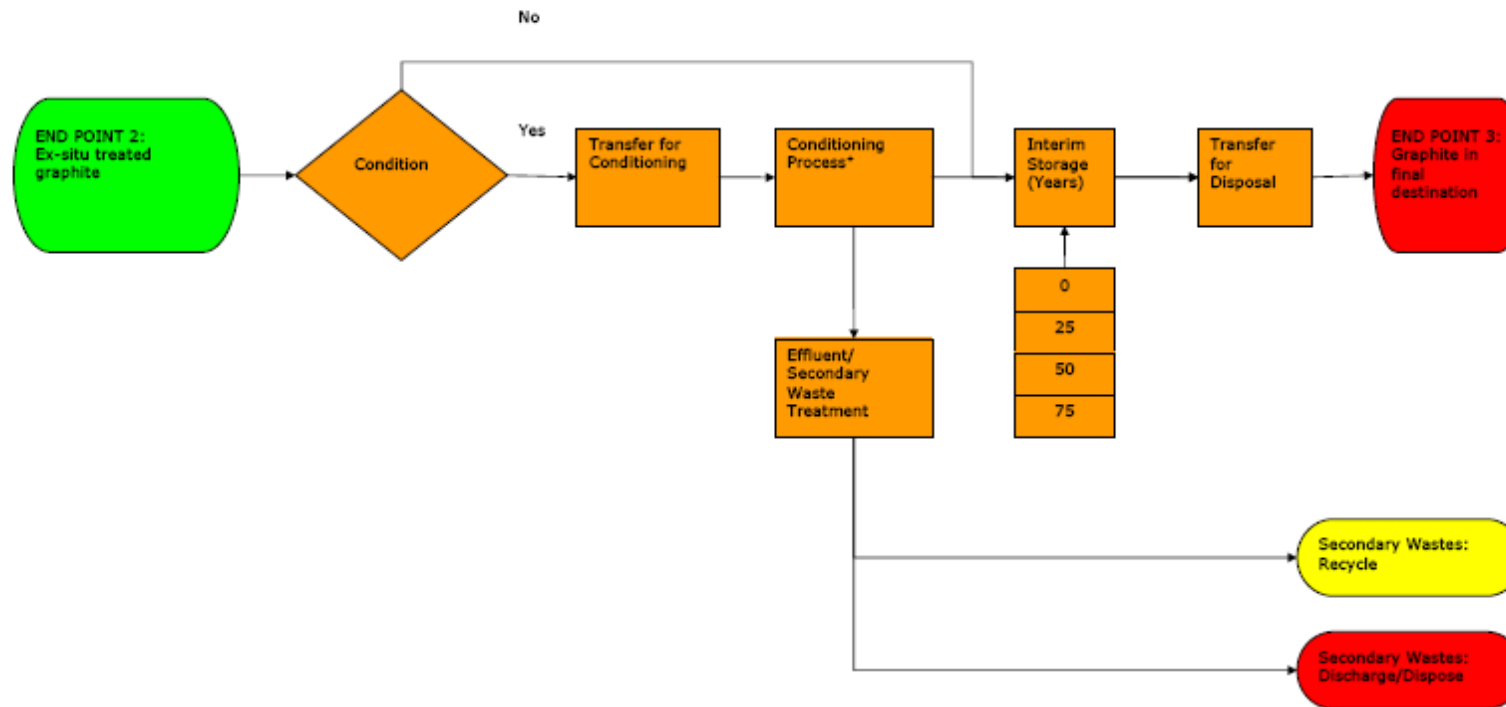 No
END POINT 2:
Ex-situ treated
graphite
Condition
Yes
Transfer for
Conditioning
Conditioning
Process*
Interim
Storage
(Years)
Transfer
for
Disposal
END POINT 3:
Graphite in
final
destination
0
25
50
75
Effluent/
Secondary
Waste
Treatment
Secondary Wastes:
Recycle
Secondary Wastes:
Discharge/Dispose